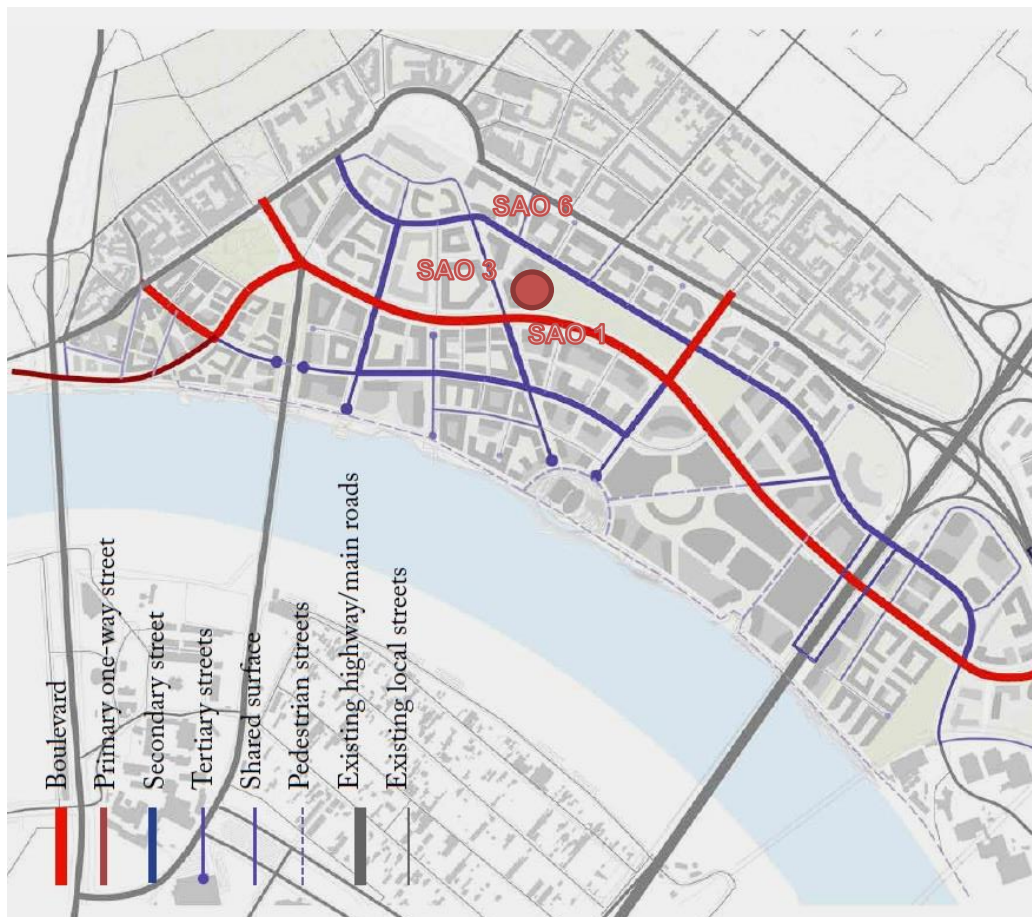 SAO 6
SAO 3
SAO 1
Boulevard
Primary one-way street
Secondary street
Tertiary streets
Shared surface
Pedestrian streets
Existing highway/main roads
Existing local streets